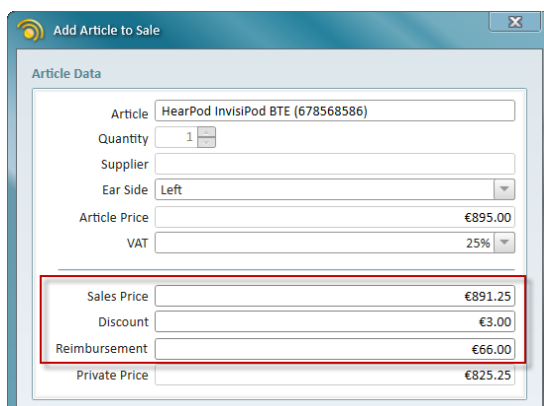 Add Article to Sale
Article Data
Article HearPod InvisiPod BTE (678568586)
Quantity 1
Supplier
Ear Side Left
Article Price €895.00
VAT 25%
Sales Price €891.25
Discount €3.00
Reimbursement €66.00
Private Price €825.25